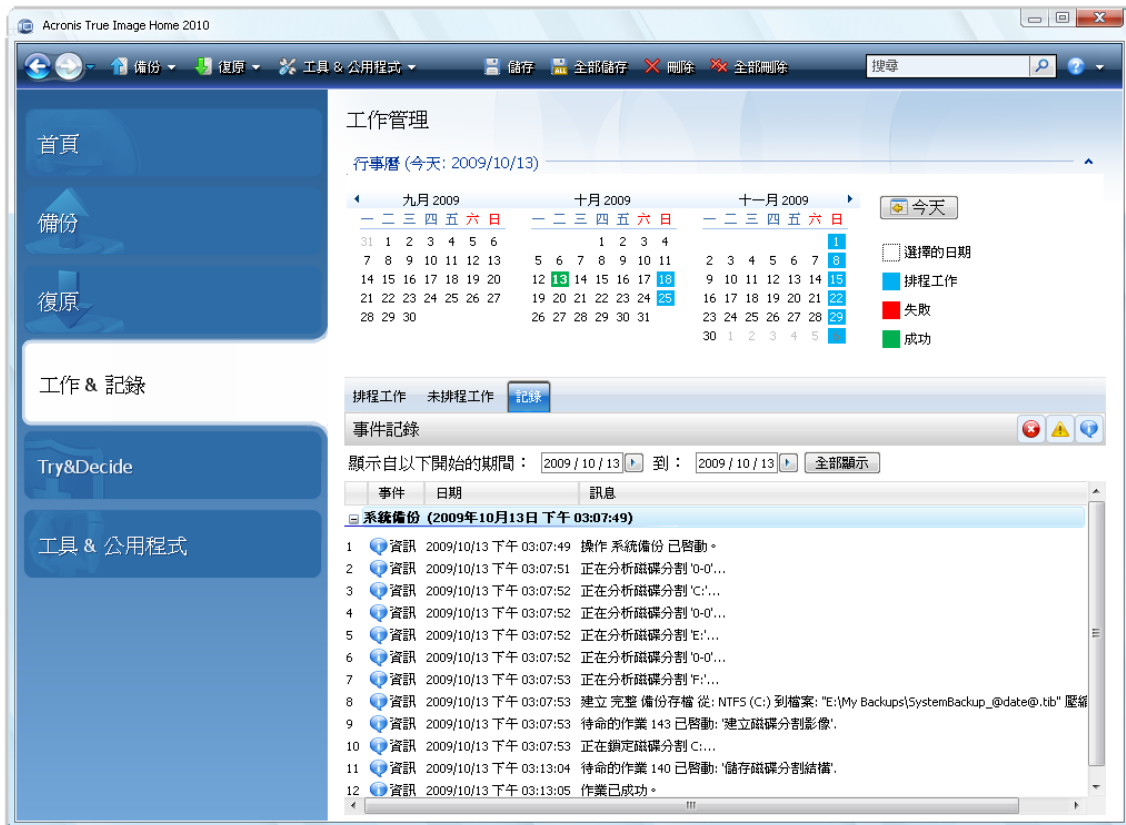 Acronis True Image Home 2010
備份 復原 工具 & 公用程式 儲存 全部儲存 刪除 全部刪除 搜尋
首頁
備份
復原
工作 & 記錄
Try&Decide
工具 & 公用程式
工作管理
行事曆 (今天: 2009/10/13)
九月 2009
一 二 三 四 五 六 日
31 1 2 3 4 5 6
7 8 9 10 11 12 13
14 15 16 17 18 19 20
21 22 23 24 25 26 27
28 29 30
十月 2009
一 二 三 四 五 六 日
1 2 3 4
5 6 7 8 9 10 11
12 13 14 15 16 17 18
19 20 21 22 23 24 25
26 27 28 29 30 31
十一月 2009
一 二 三 四 五 六 日
1
2 3 4 5 6 7 8
9 10 11 12 13 14 15
16 17 18 19 20 21 22
23 24 25 26 27 28 29
30 1 2 3 4 5
今天
選擇的日期
排程工作
失敗
成功
排程工作 未排程工作 記錄
事件記錄
顯示自以下開始的期間： 2009 / 10 / 13 到： 2009 / 10 / 13 全部顯示
事件 日期 訊息
系統備份 (2009年10月13日 下午 03:07:49)
1 資訊 2009/10/13 下午 03:07:49 操作 系統備份 已啓動。
2 資訊 2009/10/13 下午 03:07:51 正在分析磁碟分割 '0-0'...
3 資訊 2009/10/13 下午 03:07:52 正在分析磁碟分割 'C:'...
4 資訊 2009/10/13 下午 03:07:52 正在分析磁碟分割 '0-0'...
5 資訊 2009/10/13 下午 03:07:52 正在分析磁碟分割 'E:'...
6 資訊 2009/10/13 下午 03:07:52 正在分析磁碟分割 '0-0'...
7 資訊 2009/10/13 下午 03:07:53 正在分析磁碟分割 'F:'...
8 資訊 2009/10/13 下午 03:07:53 建立 完整 備份存檔 從: NTFS (C:) 到檔案: "E:\My Backups\SystemBackup_@date@.tib" 壓縮
9 資訊 2009/10/13 下午 03:07:53 待命的作業 143 已啓動: '建立磁碟分割影像'.
10 資訊 2009/10/13 下午 03:07:53 正在鎖定磁碟分割 C:...
11 資訊 2009/10/13 下午 03:13:04 待命的作業 140 已啓動: '儲存磁碟分割結構'.
12 資訊 2009/10/13 下午 03:13:05 作業已成功。